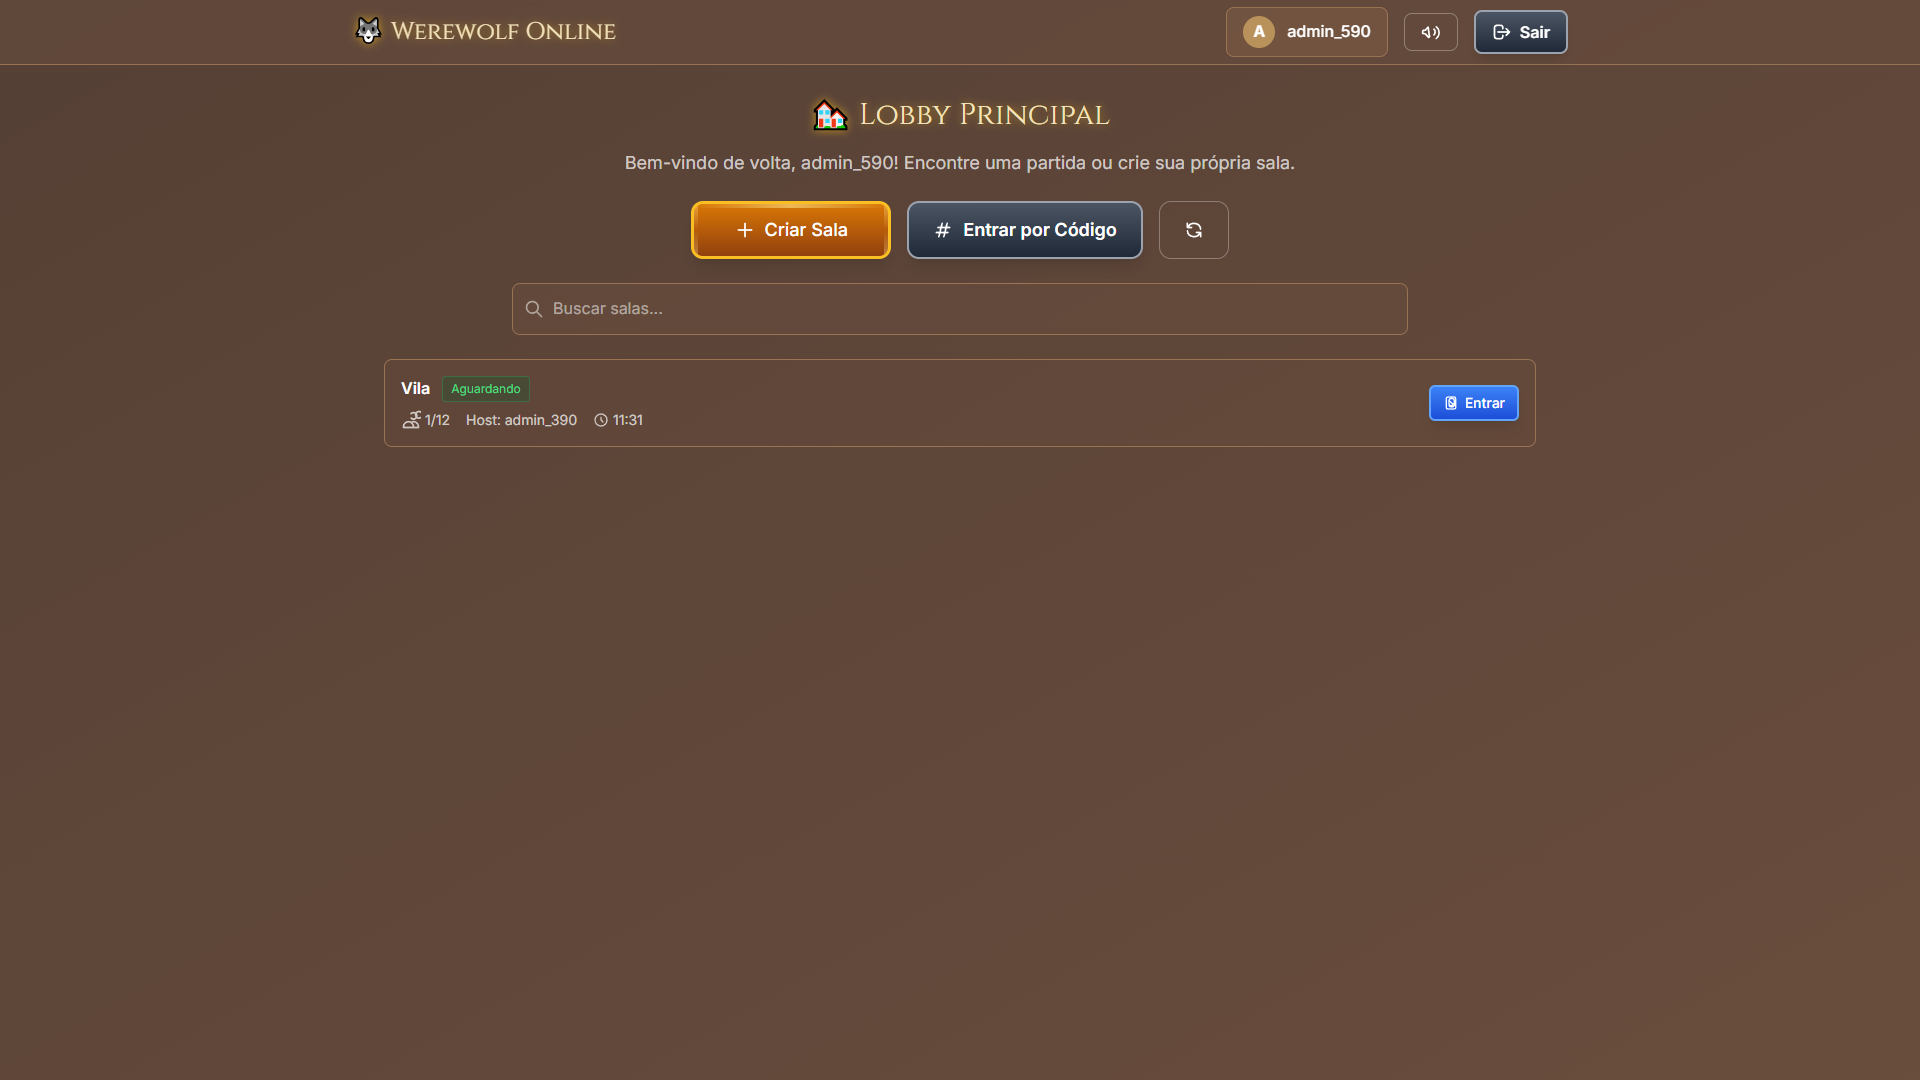 Werewolf Online
A admin_590
Sair
Lobby Principal
Bem-vindo de volta, admin_590! Encontre uma partida ou crie sua própria sala.
Criar Sala
# Entrar por Código
Buscar salas...
Vila Aguardando
1/12 Host: admin_390 11:31
Entrar